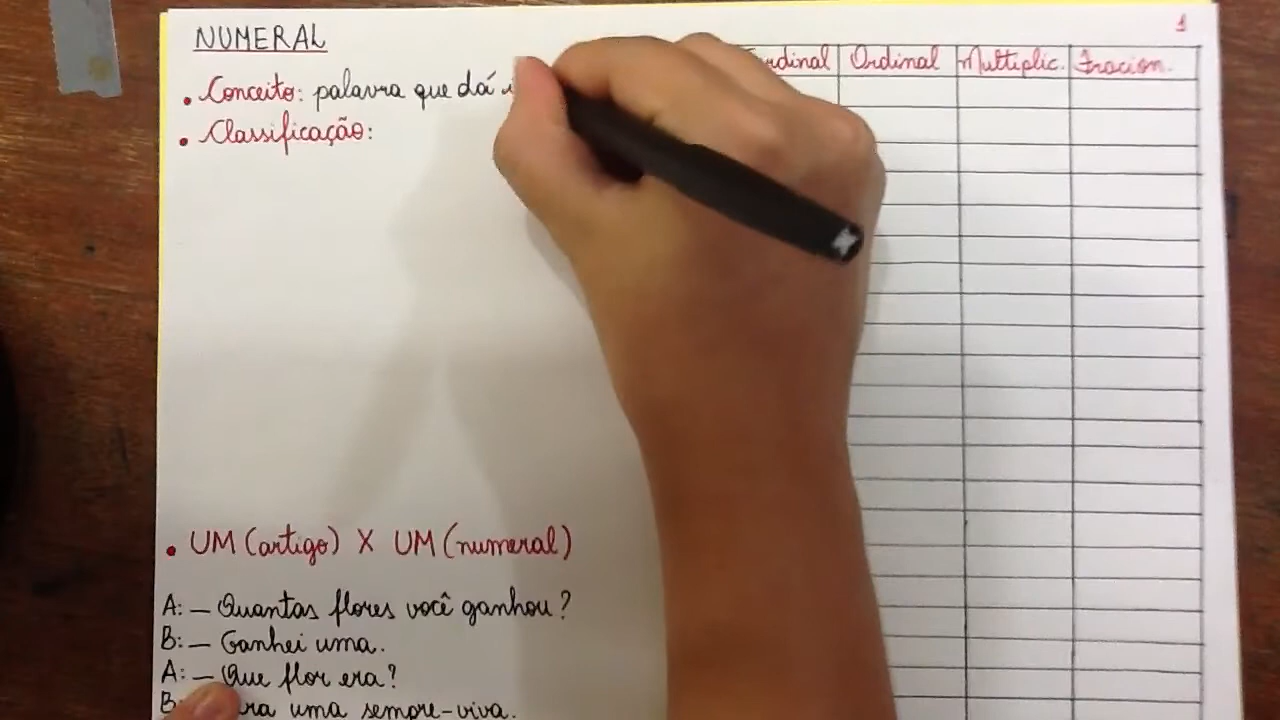 NUMERAL
1
• Conceito: palavra que dá
• Classificação:
Ordinal Multiplic. Fracion.
• UM (artigo) X UM (numeral)
A: — Quantas flores você ganhou?
B: — Ganhei uma.
A: — Que flor era?
B: uma sempre-viva.